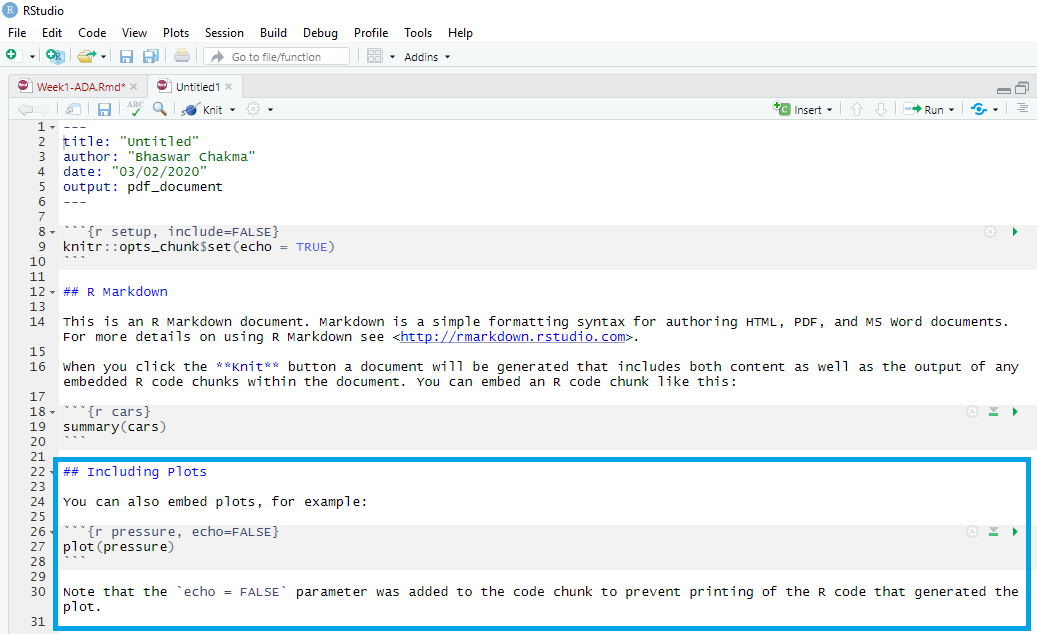 RStudio
File Edit Code View Plots Session Build Debug Profile Tools Help
Go to file/function Addins
Week1-ADA.Rmd* Untitled1
ABC Knit Insert Run
1 ---
2 title: "Untitled"
3 author: "Bhaswar Chakma"
4 date: "03/02/2020"
5 output: pdf_document
6 ---
7
8 ```{r setup, include=FALSE}
9 knitr::opts_chunk$set(echo = TRUE)
10 ```
11
12 ## R Markdown
13
14 This is an R Markdown document. Markdown is a simple formatting syntax for authoring HTML, PDF, and MS Word documents.
For more details on using R Markdown see <http://rmarkdown.rstudio.com>.
15
16 When you click the **Knit** button a document will be generated that includes both content as well as the output of any
embedded R code chunks within the document. You can embed an R code chunk like this:
17
18 ```{r cars}
19 summary(cars)
20 ```
21
22 ## Including Plots
23
24 You can also embed plots, for example:
25
26 ```{r pressure, echo=FALSE}
27 plot(pressure)
28 ```
29
30 Note that the `echo = FALSE` parameter was added to the code chunk to prevent printing of the R code that generated the
plot.
31